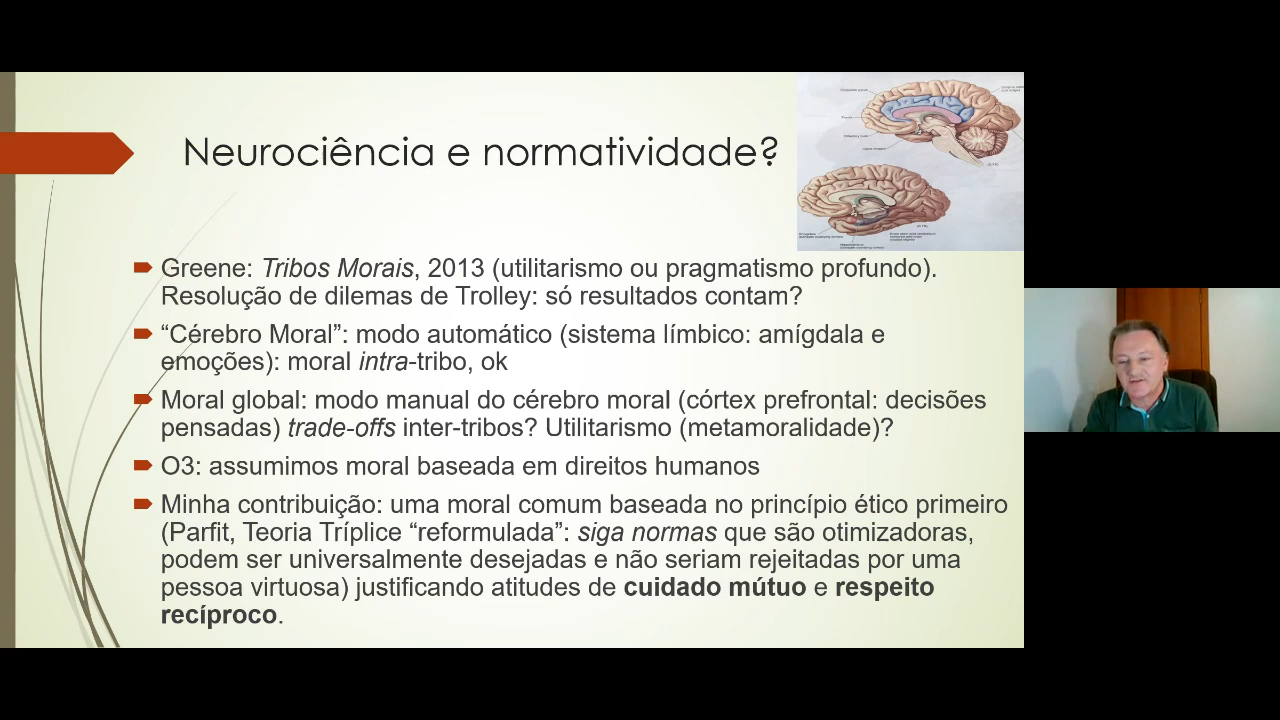 Neurociência e normatividade?
Greene: Tribos Morais, 2013 (utilitarismo ou pragmatismo profundo).
Resolução de dilemas de Trolley: só resultados contam?
“Cérebro Moral”: modo automático (sistema límbico: amígdala e
emoções): moral intra-tribo, ok
Moral global: modo manual do cérebro moral (córtex prefrontal: decisões
pensadas) trade-offs inter-tribos? Utilitarismo (metamoralidade)?
O3: assumimos moral baseada em direitos humanos
Minha contribuição: uma moral comum baseada no princípio ético primeiro
(Parfit, Teoria Tríplice “reformulada”: siga normas que são otimizadoras,
podem ser universalmente desejadas e não seriam rejeitadas por uma
pessoa virtuosa) justificando atitudes de cuidado mútuo e respeito
recíproco.